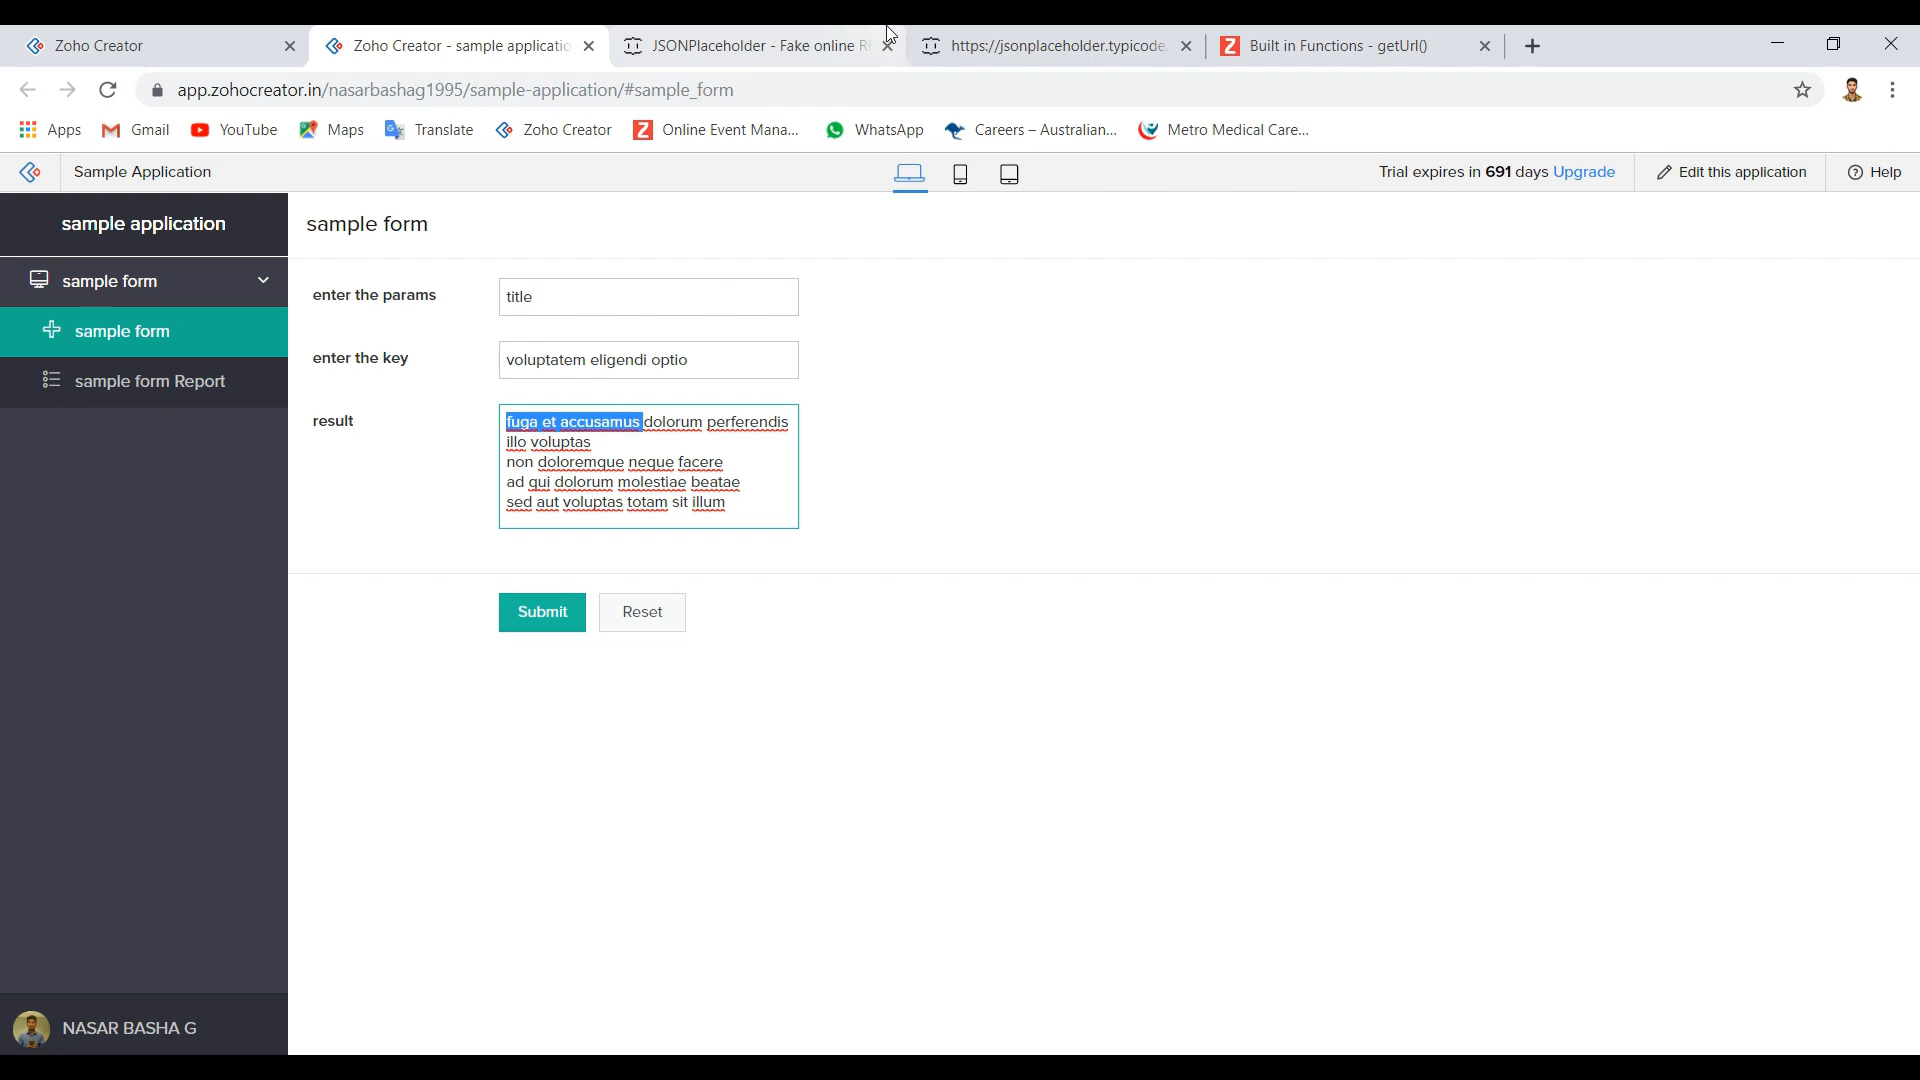 Zoho Creator
Zoho Creator - sample applicatio
JSONPlaceholder - Fake online RE
https://jsonplaceholder.typicode.
Built in Functions - getUrl()
app.zohocreator.in/nasarbashag1995/sample-application/#sample_form
Apps
Gmail
YouTube
Maps
Translate
Zoho Creator
Online Event Mana...
WhatsApp
Careers – Australian...
Metro Medical Care...
Sample Application
Trial expires in 691 days Upgrade
Edit this application
Help
sample application
sample form
sample form
sample form
sample form Report
enter the params
title
enter the key
voluptatem eligendi optio
result
fuga et accusamus dolorum perferendis
illo voluptas
non doloremque neque facere
ad qui dolorum molestiae beatae
sed aut voluptas totam sit illum
Submit
Reset
NASAR BASHA G